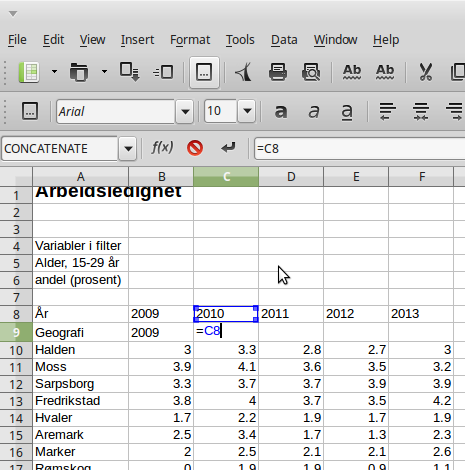 File Edit View Insert Format Tools Data Window Help
Arial 10 a a a
CONCATENATE f(x) =C8
A B C D E F
1 Arbeidsledighet
2
3
4 Variabler i filter
5 Alder, 15-29 år
6 andel (prosent)
7
8 År 2009 2010 2011 2012 2013
9 Geografi 2009 =C8
10 Halden 3 3.3 2.8 2.7 3
11 Moss 3.9 4.1 3.6 3.5 3.2
12 Sarpsborg 3.3 3.7 3.7 3.9 3.9
13 Fredrikstad 3.8 4 3.7 3.5 4.2
14 Hvaler 1.7 2.2 1.9 1.7 1.9
15 Aremark 2.5 3.4 1.7 1.3 2.3
16 Marker 2 2.5 2.1 2.1 2.6
17 Rømskog 0 1.9 1.9 0.9 1.1